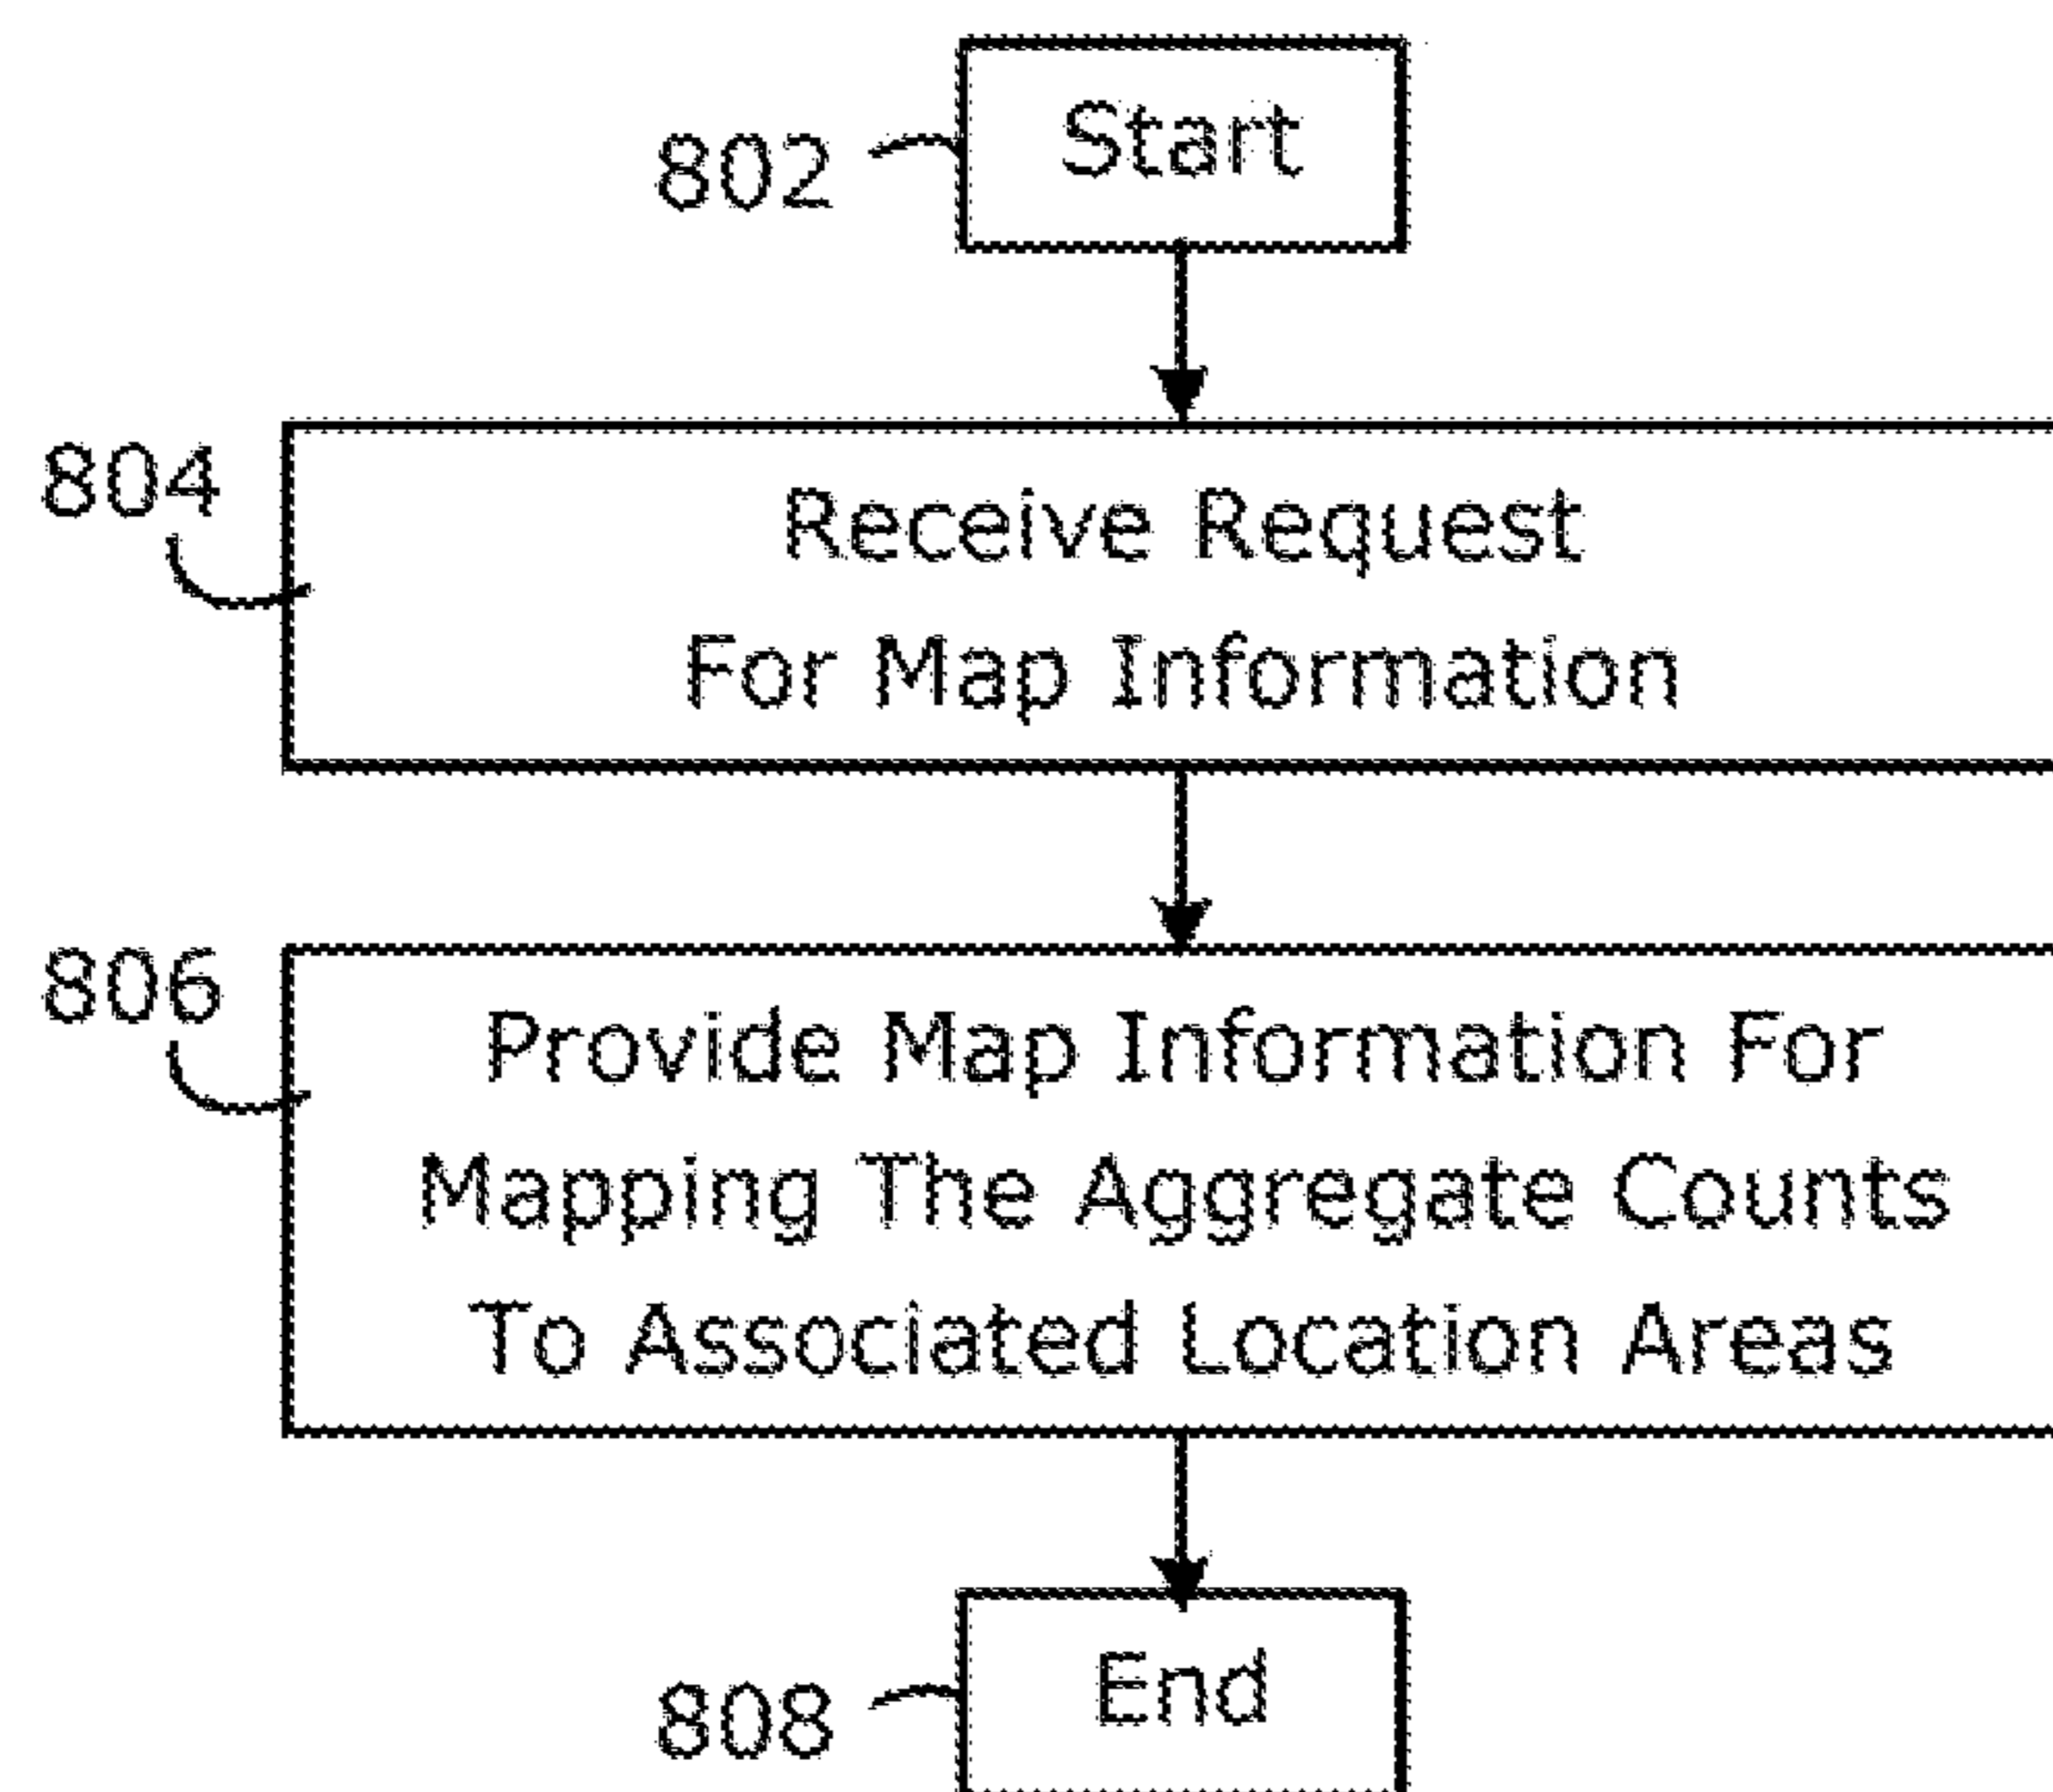 802
Start
804
Receive Request
For Map Information
806
Provide Map Information For
Mapping The Aggregate Counts
To Associated Location Areas
808
End